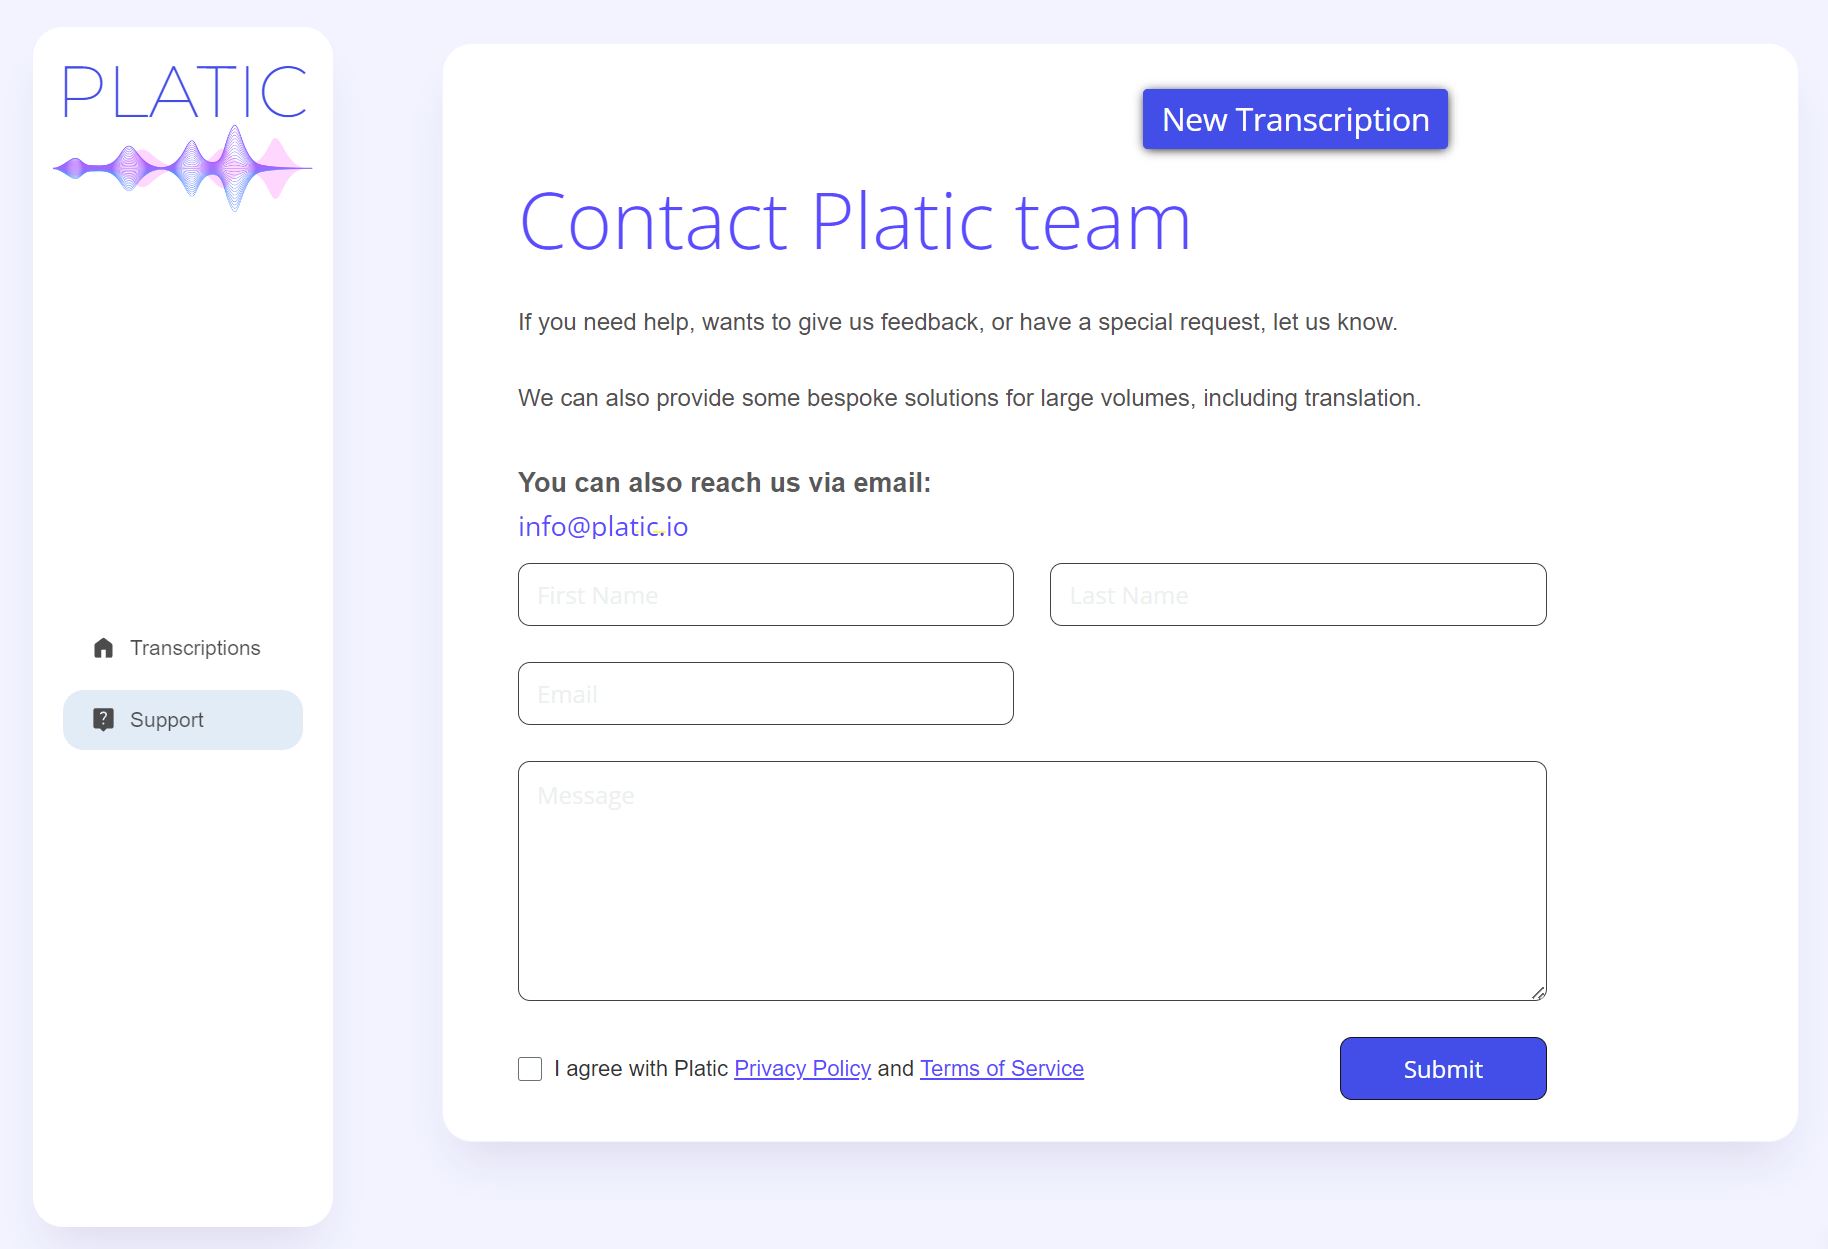 PLATIC
Transcriptions
Support
New Transcription
Contact Platic team
If you need help, wants to give us feedback, or have a special request, let us know.
We can also provide some bespoke solutions for large volumes, including translation.
You can also reach us via email:
info@platic.io
First Name
Last Name
Email
Message
I agree with Platic Privacy Policy and Terms of Service
Submit